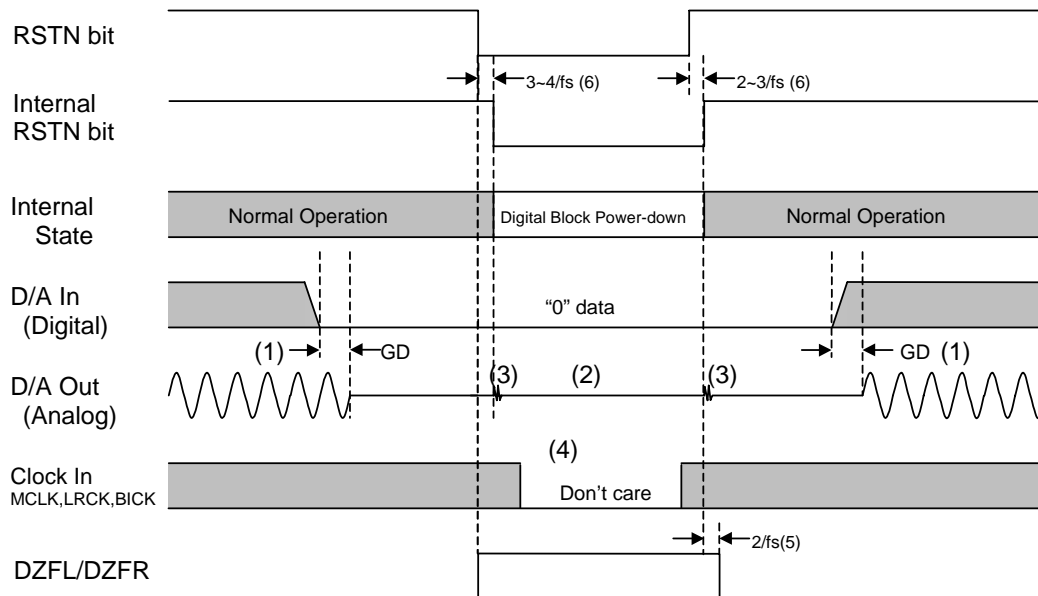 RSTN bit
3~4/fs (6)
2~3/fs (6)
Internal
RSTN bit
Internal
State
Normal Operation
Digital Block Power-down
Normal Operation
D/A In
(Digital)
“0” data
(1)
GD
GD
(1)
D/A Out
(Analog)
(3)
(2)
(3)
(4)
Clock In
MCLK,LRCK,BICK
Don’t care
2/fs(5)
DZFL/DZFR